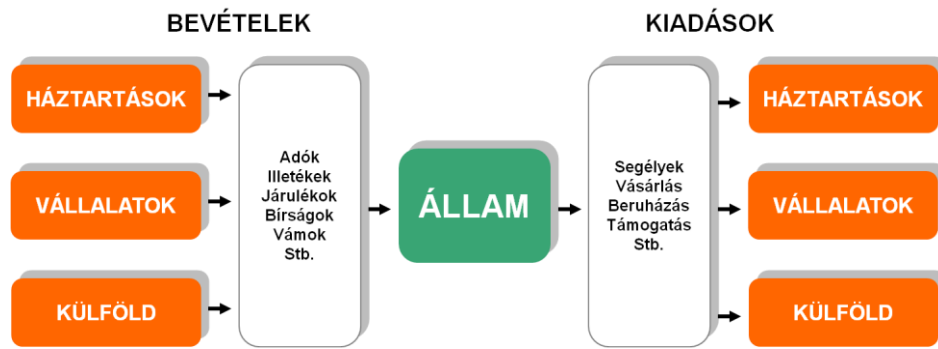 BEVÉTELEK
KIADÁSOK
HÁZTARTÁSOK
VÁLLALATOK
KÜLFÖLD
Adók
Illetékek
Járulékok
Bírságok
Vámok
Stb.
ÁLLAM
Segélyek
Vásárlás
Beruházás
Támogatás
Stb.
HÁZTARTÁSOK
VÁLLALATOK
KÜLFÖLD